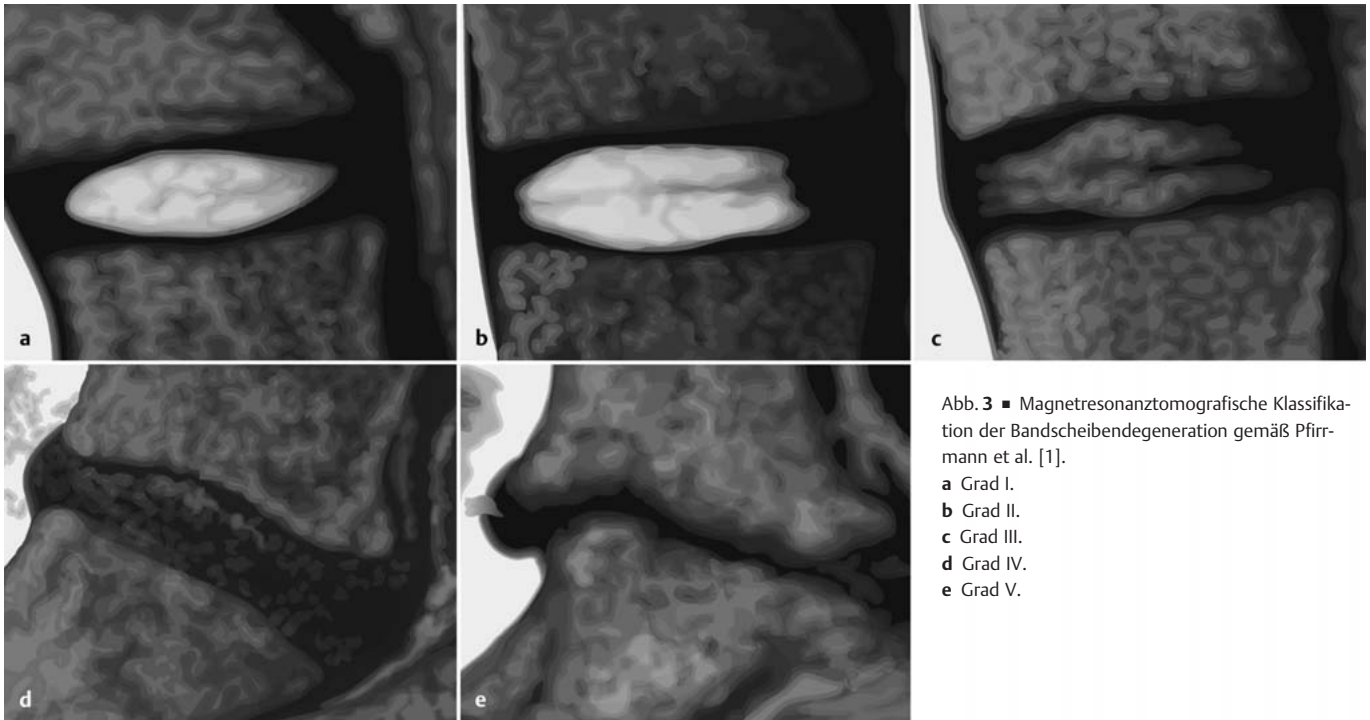 a
b
c
d
e
Abb. 3 ▪ Magnetresonanztomografische Klassifika-
tion der Bandscheibendegeneration gemäß Pfirr-
mann et al. [1].
a Grad I.
b Grad II.
c Grad III.
d Grad IV.
e Grad V.